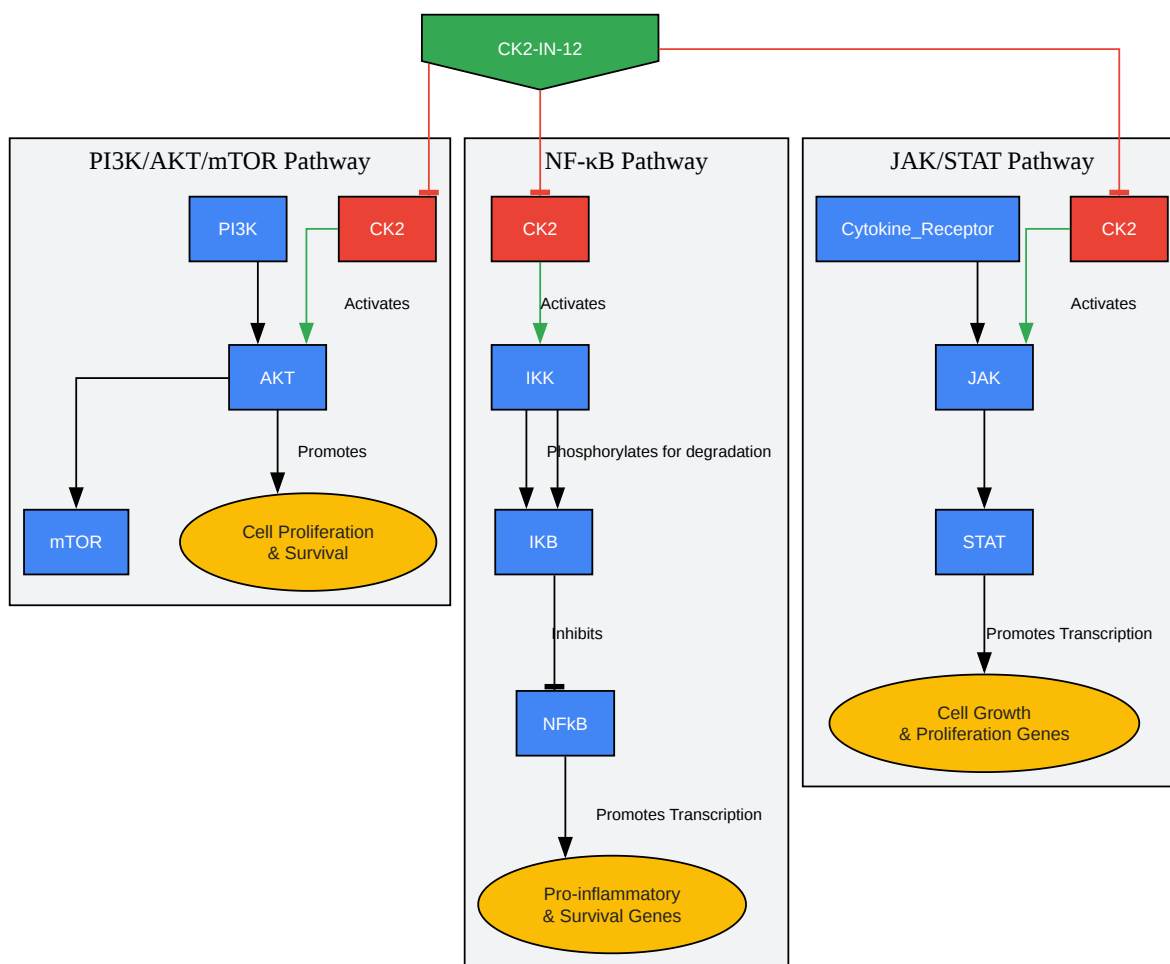 CK2-IN-12
PI3K/AKT/mTOR Pathway
PI3K
CK2
Activates
AKT
Promotes
mTOR
Cell Proliferation
& Survival
NF-κB Pathway
CK2
Activates
IKK
Phosphorylates for degradation
IKB
Inhibits
NFkB
Promotes Transcription
Pro-inflammatory
& Survival Genes
JAK/STAT Pathway
Cytokine_Receptor
CK2
Activates
JAK
STAT
Promotes Transcription
Cell Growth
& Proliferation Genes